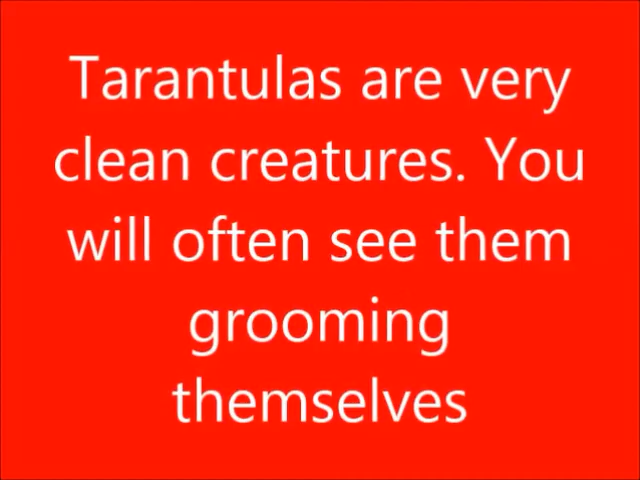 Tarantulas are very
clean creatures. You
will often see them
grooming
themselves